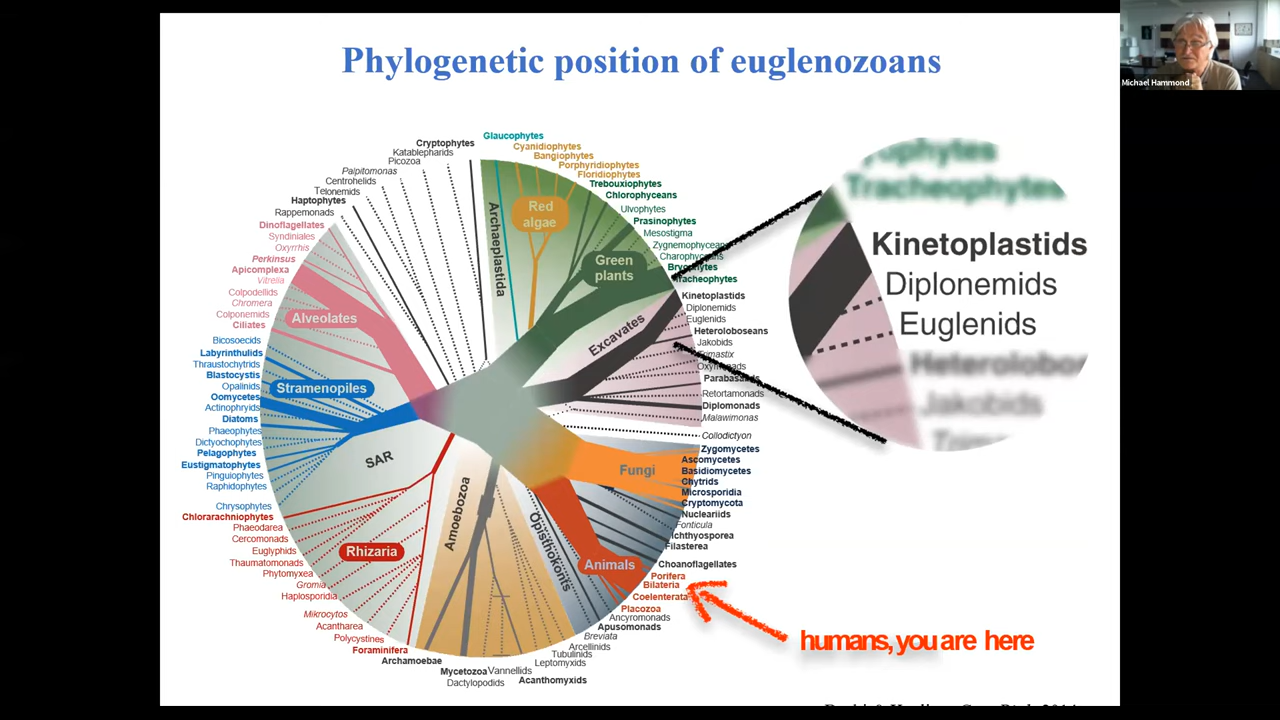 Phylogenetic position of euglenozoans
Michael Hammond
Glaucophytes
Cyanidiophytes
Bangiophytes
Porphyridiophytes
Floridiophytes
Trebouxiophytes
Chlorophyceans
Ulvophytes
Prasinophytes
Mesostigma
Zygnemophyceans
Charophyceans
Bryophytes
Tracheophytes
Kinetoplastids
Diplonemids
Euglenids
Heteroloboseans
Jakobids
Trimastix
Oxymonads
Parabasalids
Retortamonads
Diplomonads
Malawimonas
Collodictyon
Zygomycetes
Ascomycetes
Basidiomycetes
Chytrids
Microsporidia
Cryptomycota
Nucleariids
Fonticula
Ichthyosporea
Filasterea
Choanoflagellates
Porifera
Bilateria
Coelenterata
Placozoa
Ancyromonads
Apusomonads
Breviata
Arcellinids
Tubulinids
Leptomyxids
Acanthomyxids
Vannellids
Dactylopodids
Mycetozoa
Archamoebae
Foraminifera
Polycystines
Acantharea
Mikrocytos
Haplosporidia
Gromia
Phytomyxea
Thaumatomonads
Euglyphids
Cercomonads
Phaeodarea
Chlorarachniophytes
Chrysophytes
Raphidophytes
Pinguiophytes
Eustigmatophytes
Pelagophytes
Dictyochophytes
Phaeophytes
Diatoms
Actinophryids
Oomycetes
Opalinids
Blastocystis
Thraustochytrids
Labyrinthulids
Bicosoecids
Ciliates
Colponemids
Chromera
Colpodellids
Vitrella
Apicomplexa
Perkinsus
Oxyrrhis
Syndiniales
Dinoflagellates
Rappemonads
Haptophytes
Telonemids
Centrohelids
Palpitomonas
Picozoa
Katablepharids
Cryptophytes
Archaeplastida
Red
algae
Green
plants
Excavates
Alveolates
Stramenopiles
SAR
Rhizaria
Amoebozoa
Opisthokonts
Animals
Fungi
Tracheophytes
Kinetoplastids
Diplonemids
Euglenids
Jakobids
humans, you are here